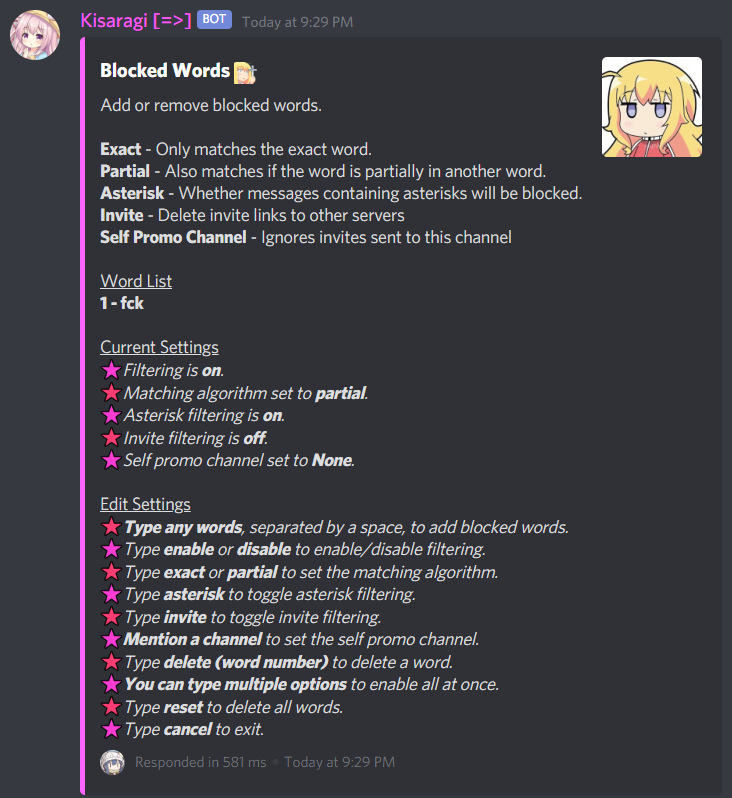 Kisaragi [=>] BOT Today at 9:29 PM
Blocked Words
Add or remove blocked words.
Exact - Only matches the exact word.
Partial - Also matches if the word is partially in another word.
Asterisk - Whether messages containing asterisks will be blocked.
Invite - Delete invite links to other servers
Self Promo Channel - Ignores invites sent to this channel
Word List
1 - fck
Current Settings
Filtering is on.
Matching algorithm set to partial.
Asterisk filtering is on.
Invite filtering is off.
Self promo channel set to None.
Edit Settings
Type any words, separated by a space, to add blocked words.
Type enable or disable to enable/disable filtering.
Type exact or partial to set the matching algorithm.
Type asterisk to toggle asterisk filtering.
Type invite to toggle invite filtering.
Mention a channel to set the self promo channel.
Type delete (word number) to delete a word.
You can type multiple options to enable all at once.
Type reset to delete all words.
Type cancel to exit.
Responded in 581 ms • Today at 9:29 PM